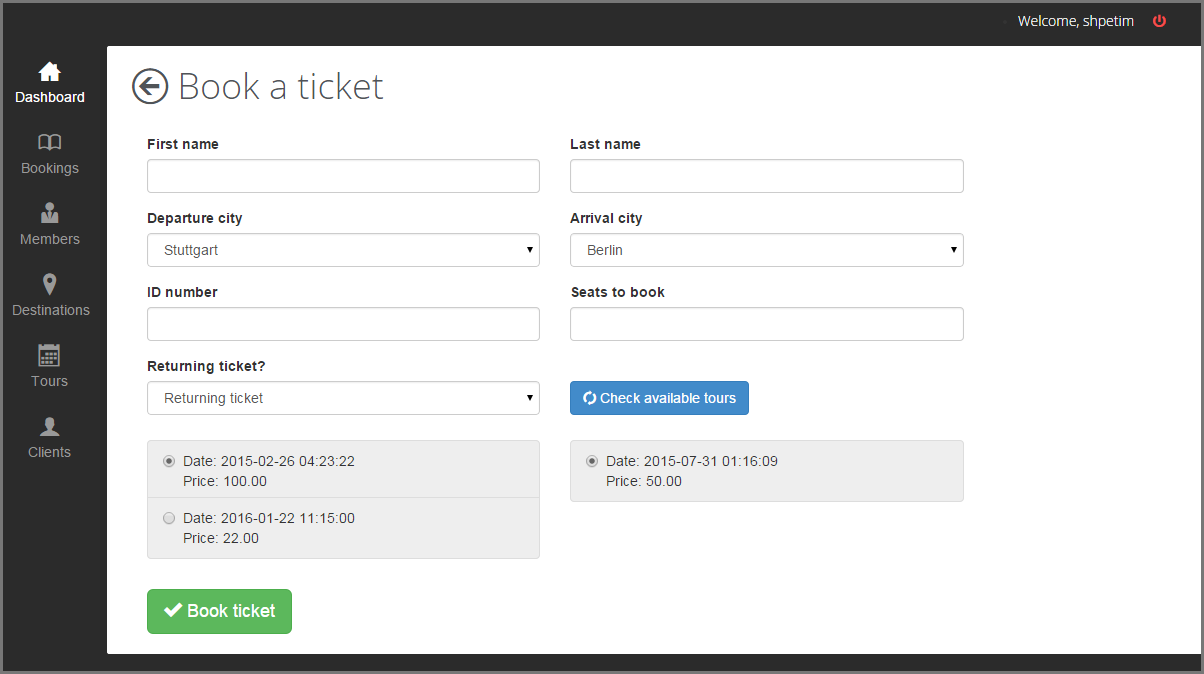 Welcome, shpetim
Dashboard
Bookings
Members
Destinations
Tours
Clients
Book a ticket
First name
Last name
Departure city
Arrival city
Stuttgart
Berlin
ID number
Seats to book
Returning ticket?
Returning ticket
Check available tours
Date: 2015-02-26 04:23:22
Price: 100.00
Date: 2016-01-22 11:15:00
Price: 22.00
Date: 2015-07-31 01:16:09
Price: 50.00
Book ticket